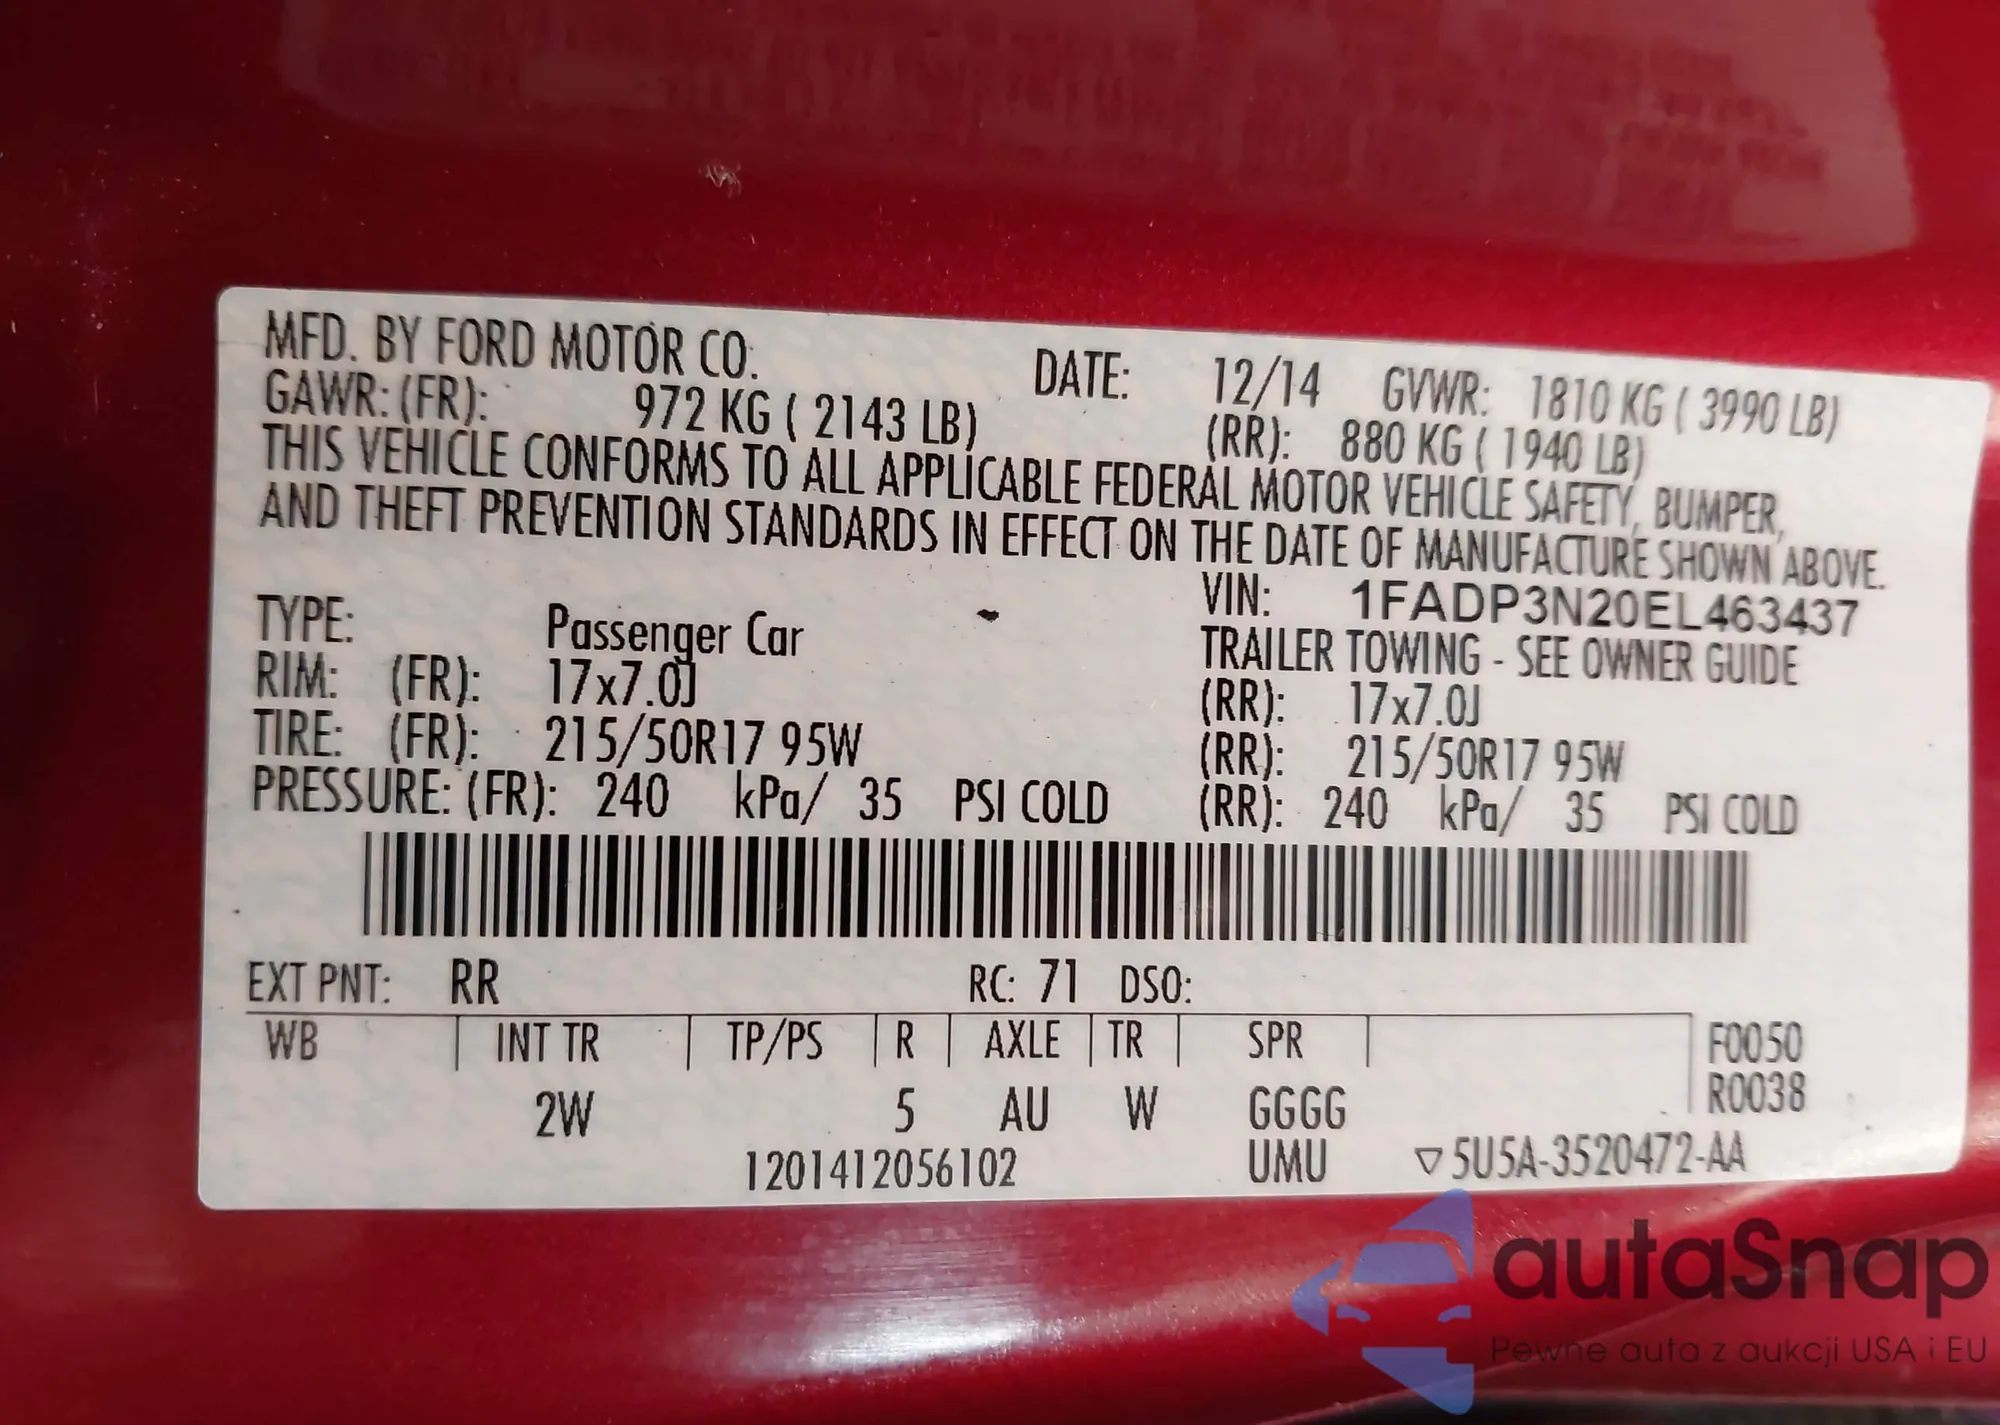 MFD. BY FORD MOTOR CO. DATE: 12/14 GVWR: 1810 KG ( 3990 LB)
GAWR: (FR): 972 KG ( 2143 LB) (RR): 880 KG ( 1940 LB)
THIS VEHICLE CONFORMS TO ALL APPLICABLE FEDERAL MOTOR VEHICLE SAFETY, BUMPER,
AND THEFT PREVENTION STANDARDS IN EFFECT ON THE DATE OF MANUFACTURE SHOWN ABOVE.
VIN: 1FADP3N20EL463437
TYPE: Passenger Car TRAILER TOWING - SEE OWNER GUIDE
RIM: (FR): 17x7.0J (RR): 17x7.0J
TIRE: (FR): 215/50R17 95W (RR): 215/50R17 95W
PRESSURE: (FR): 240 kPa/ 35 PSI COLD (RR): 240 kPa/ 35 PSI COLD
EXT PNT: RR RC: 71 DSO:
WB INT TR TP/PS R AXLE TR SPR F0050
2W 5 AU W GGGG R0038
1201412056102 UMU ▽5U5A-3520472-AA
autaSnap
Pewne auta z aukcji USA i EU